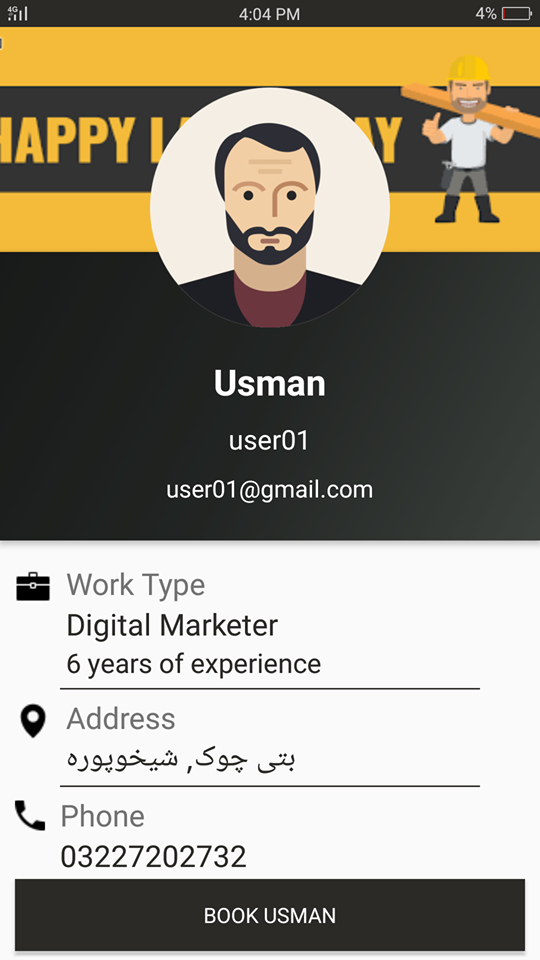 4G
4:04 PM
4%
HAPPY L AY
Usman
user01
user01@gmail.com
Work Type
Digital Marketer
6 years of experience
Address
بتی چوک, شیخوپورہ
Phone
03227202732
BOOK USMAN